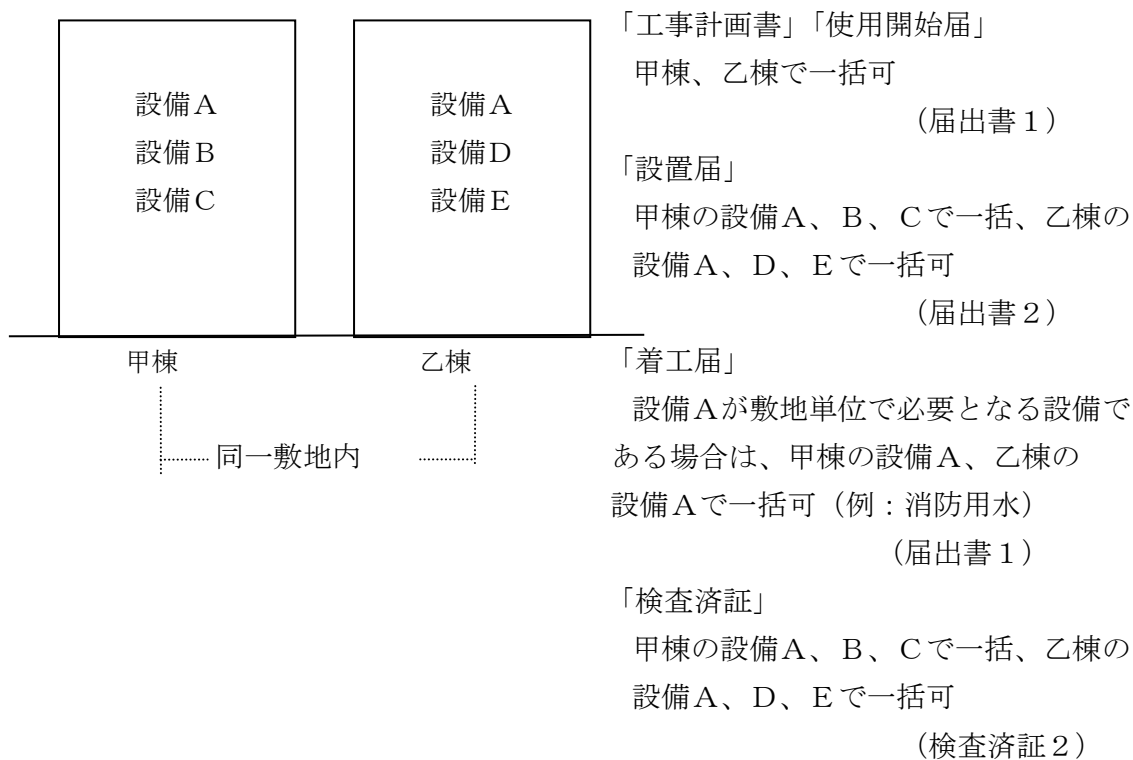 設備A
設備B
設備C
甲棟
設備A
設備D
設備E
乙棟
同一敷地内
「工事計画書」「使用開始届」
甲棟、乙棟で一括可
（届出書１）
「設置届」
甲棟の設備A、B、Cで一括、乙棟の
設備A、D、Eで一括可
（届出書２）
「着工届」
設備Aが敷地単位で必要となる設備で
ある場合は、甲棟の設備A、乙棟の
設備Aで一括可（例：消防用水）
（届出書１）
「検査済証」
甲棟の設備A、B、Cで一括、乙棟の
設備A、D、Eで一括可
（検査済証２）